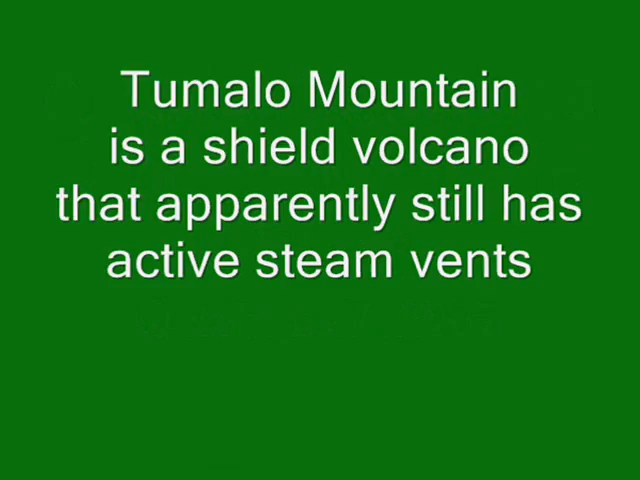 Tumalo Mountain
is a shield volcano
that apparently still has
active steam vents